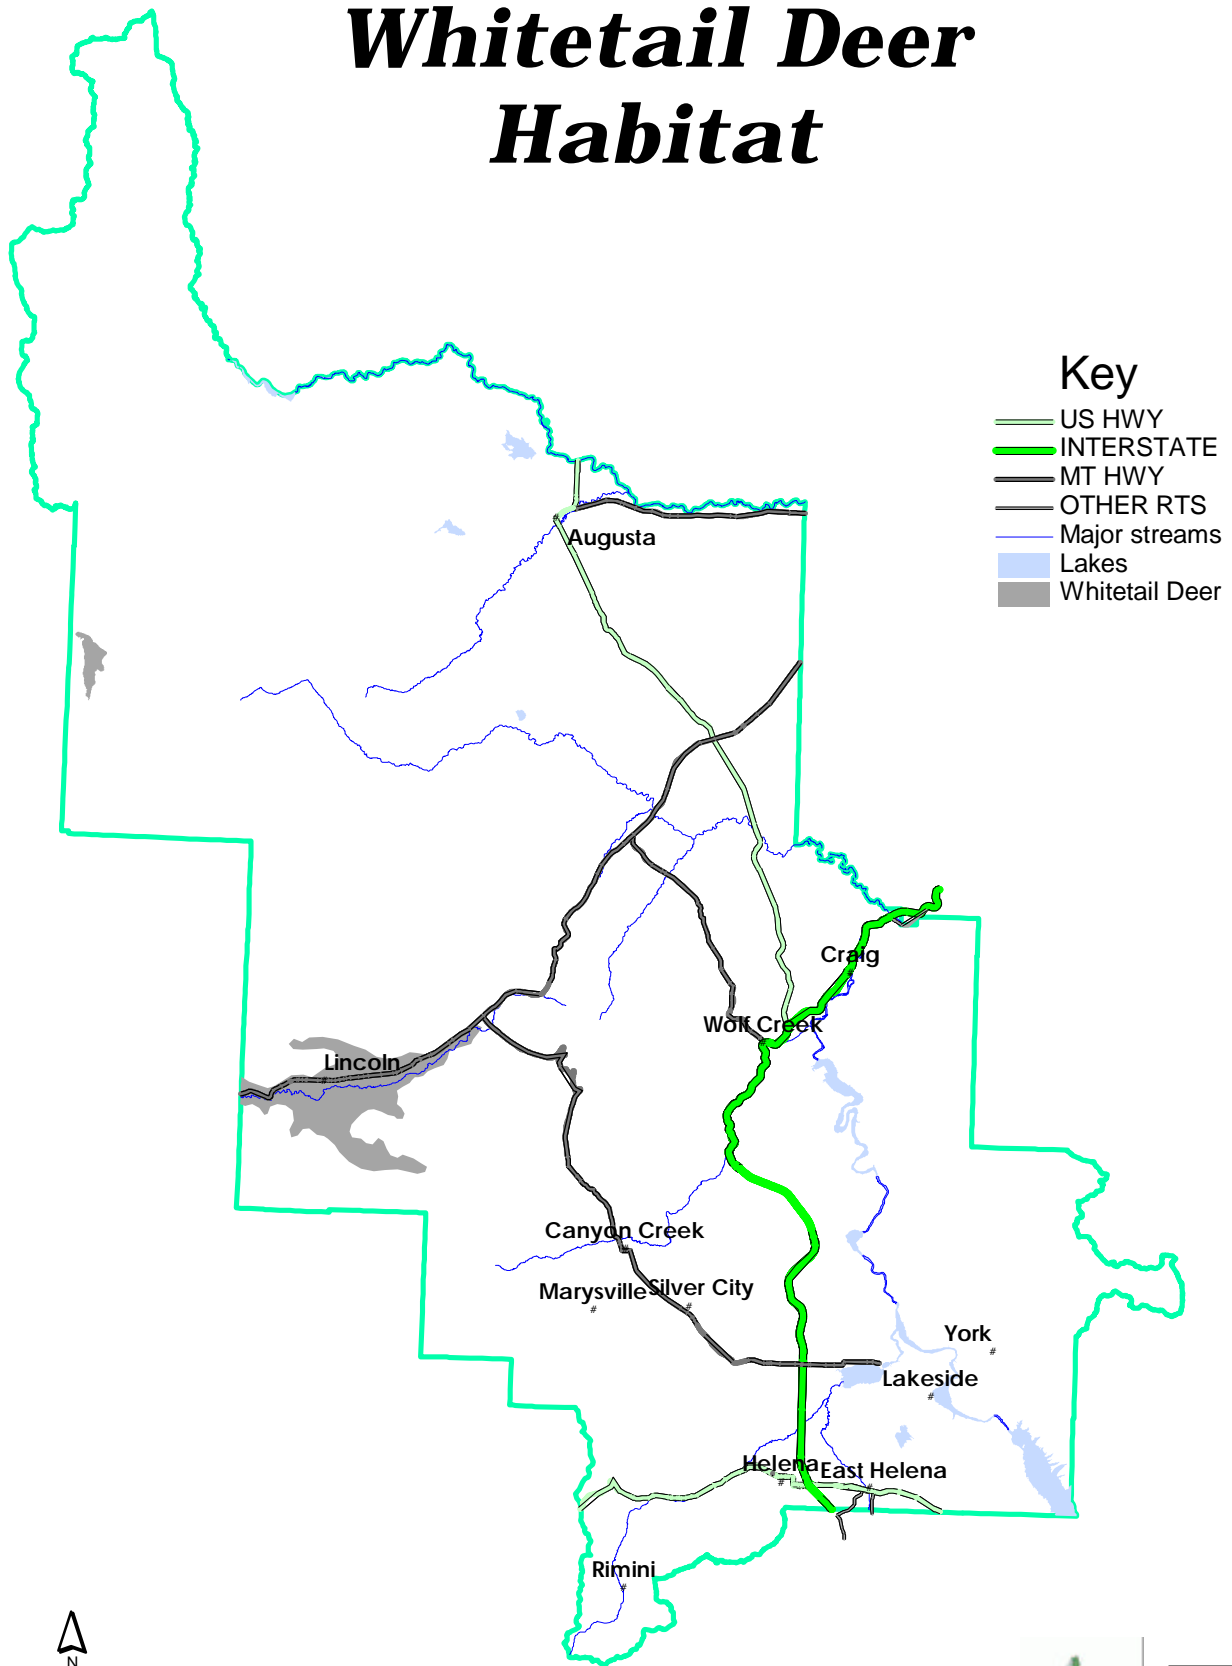 Whitetail Deer
Habitat
Key
US HWY
INTERSTATE
MT HWY
OTHER RTS
Major streams
Lakes
Whitetail Deer
Augusta
Craig
Wolf Creek
Lincoln
Canyon Creek
Marysville
Silver City
York
Lakeside
Helena
East Helena
Rimini
N